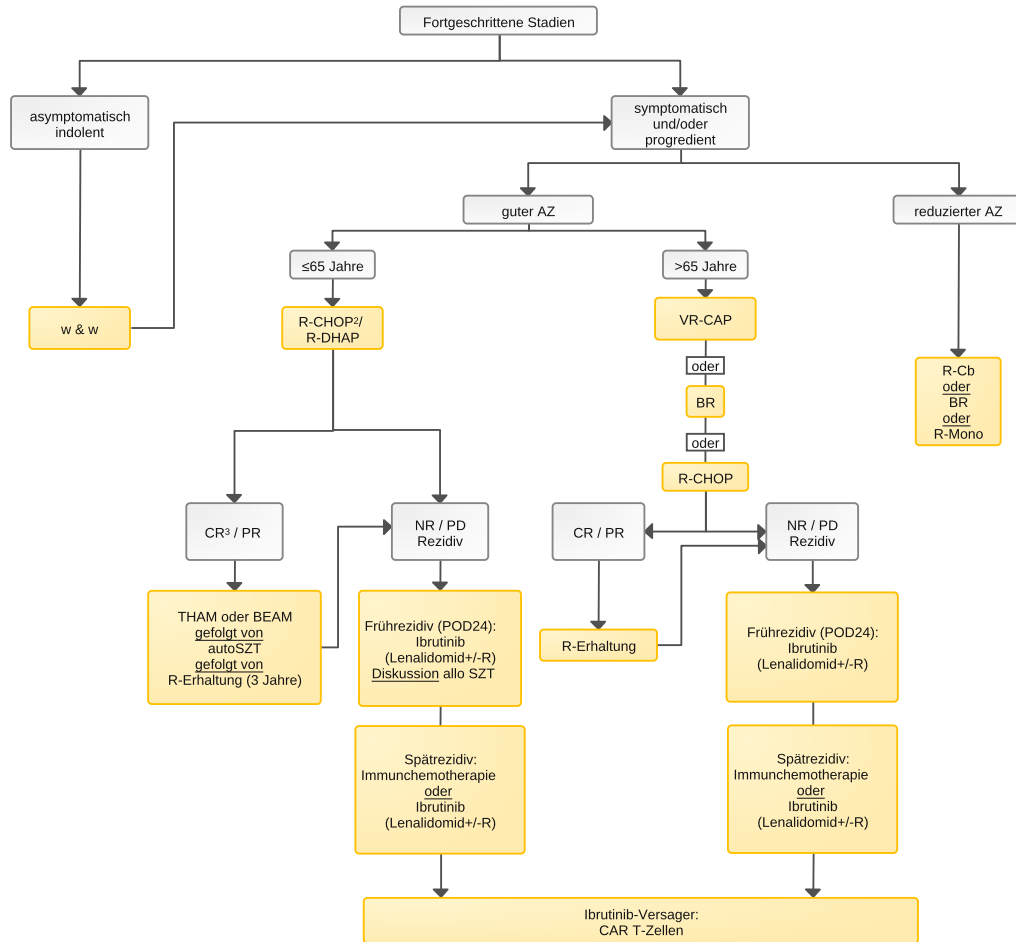 Fortgeschrittene Stadien
asymptomatisch
indolent
symptomatisch
und/oder
progredient
guter AZ
reduzierter AZ
≤65 Jahre
>65 Jahre
w & w
R-CHOP²/
R-DHAP
VR-CAP
oder
BR
oder
R-CHOP
R-Cb
oder
BR
oder
R-Mono
CR³ / PR
NR / PD
Rezidiv
CR / PR
NR / PD
Rezidiv
THAM oder BEAM
gefolgt von
autoSZT
gefolgt von
R-Erhaltung (3 Jahre)
Frührezidiv (POD24):
Ibrutinib
(Lenalidomid+/-R)
Diskussion allo SZT
R-Erhaltung
Frührezidiv (POD24):
Ibrutinib
(Lenalidomid+/-R)
Spätrezidiv:
Immunchemotherapie
oder
Ibrutinib
(Lenalidomid+/-R)
Spätrezidiv:
Immunchemotherapie
oder
Ibrutinib
(Lenalidomid+/-R)
Ibrutinib-Versager:
CAR T-Zellen